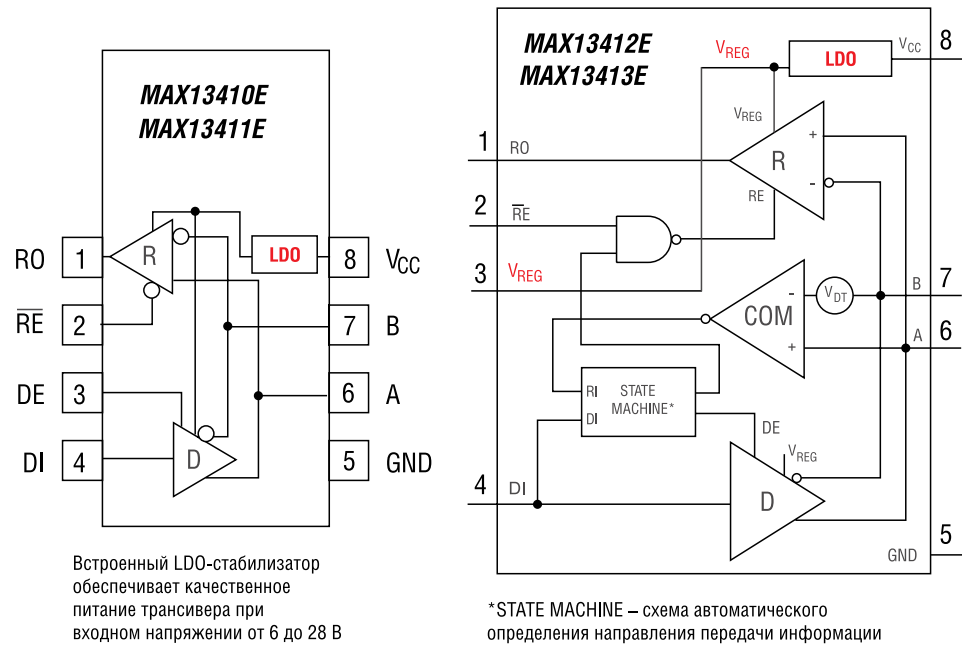 MAX13410E
MAX13411E
RO 1
R
LDO
8 VCC
RE 2
7 B
DE 3
6 A
DI 4
D
5 GND
Встроенный LDO-стабилизатор
обеспечивает качественное
питание трансивера при
входном напряжении от 6 до 28 В
MAX13412E
MAX13413E
VREG
LDO
VCC 8
VREG
1 RO
R
+
-
RE
2 RE
3 VREG
COM
-
+
VDT
B 7
A 6
RI
DI
STATE
MACHINE*
DE
VREG
4 DI
D
5
GND
*STATE MACHINE – схема автоматического
определения направления передачи информации